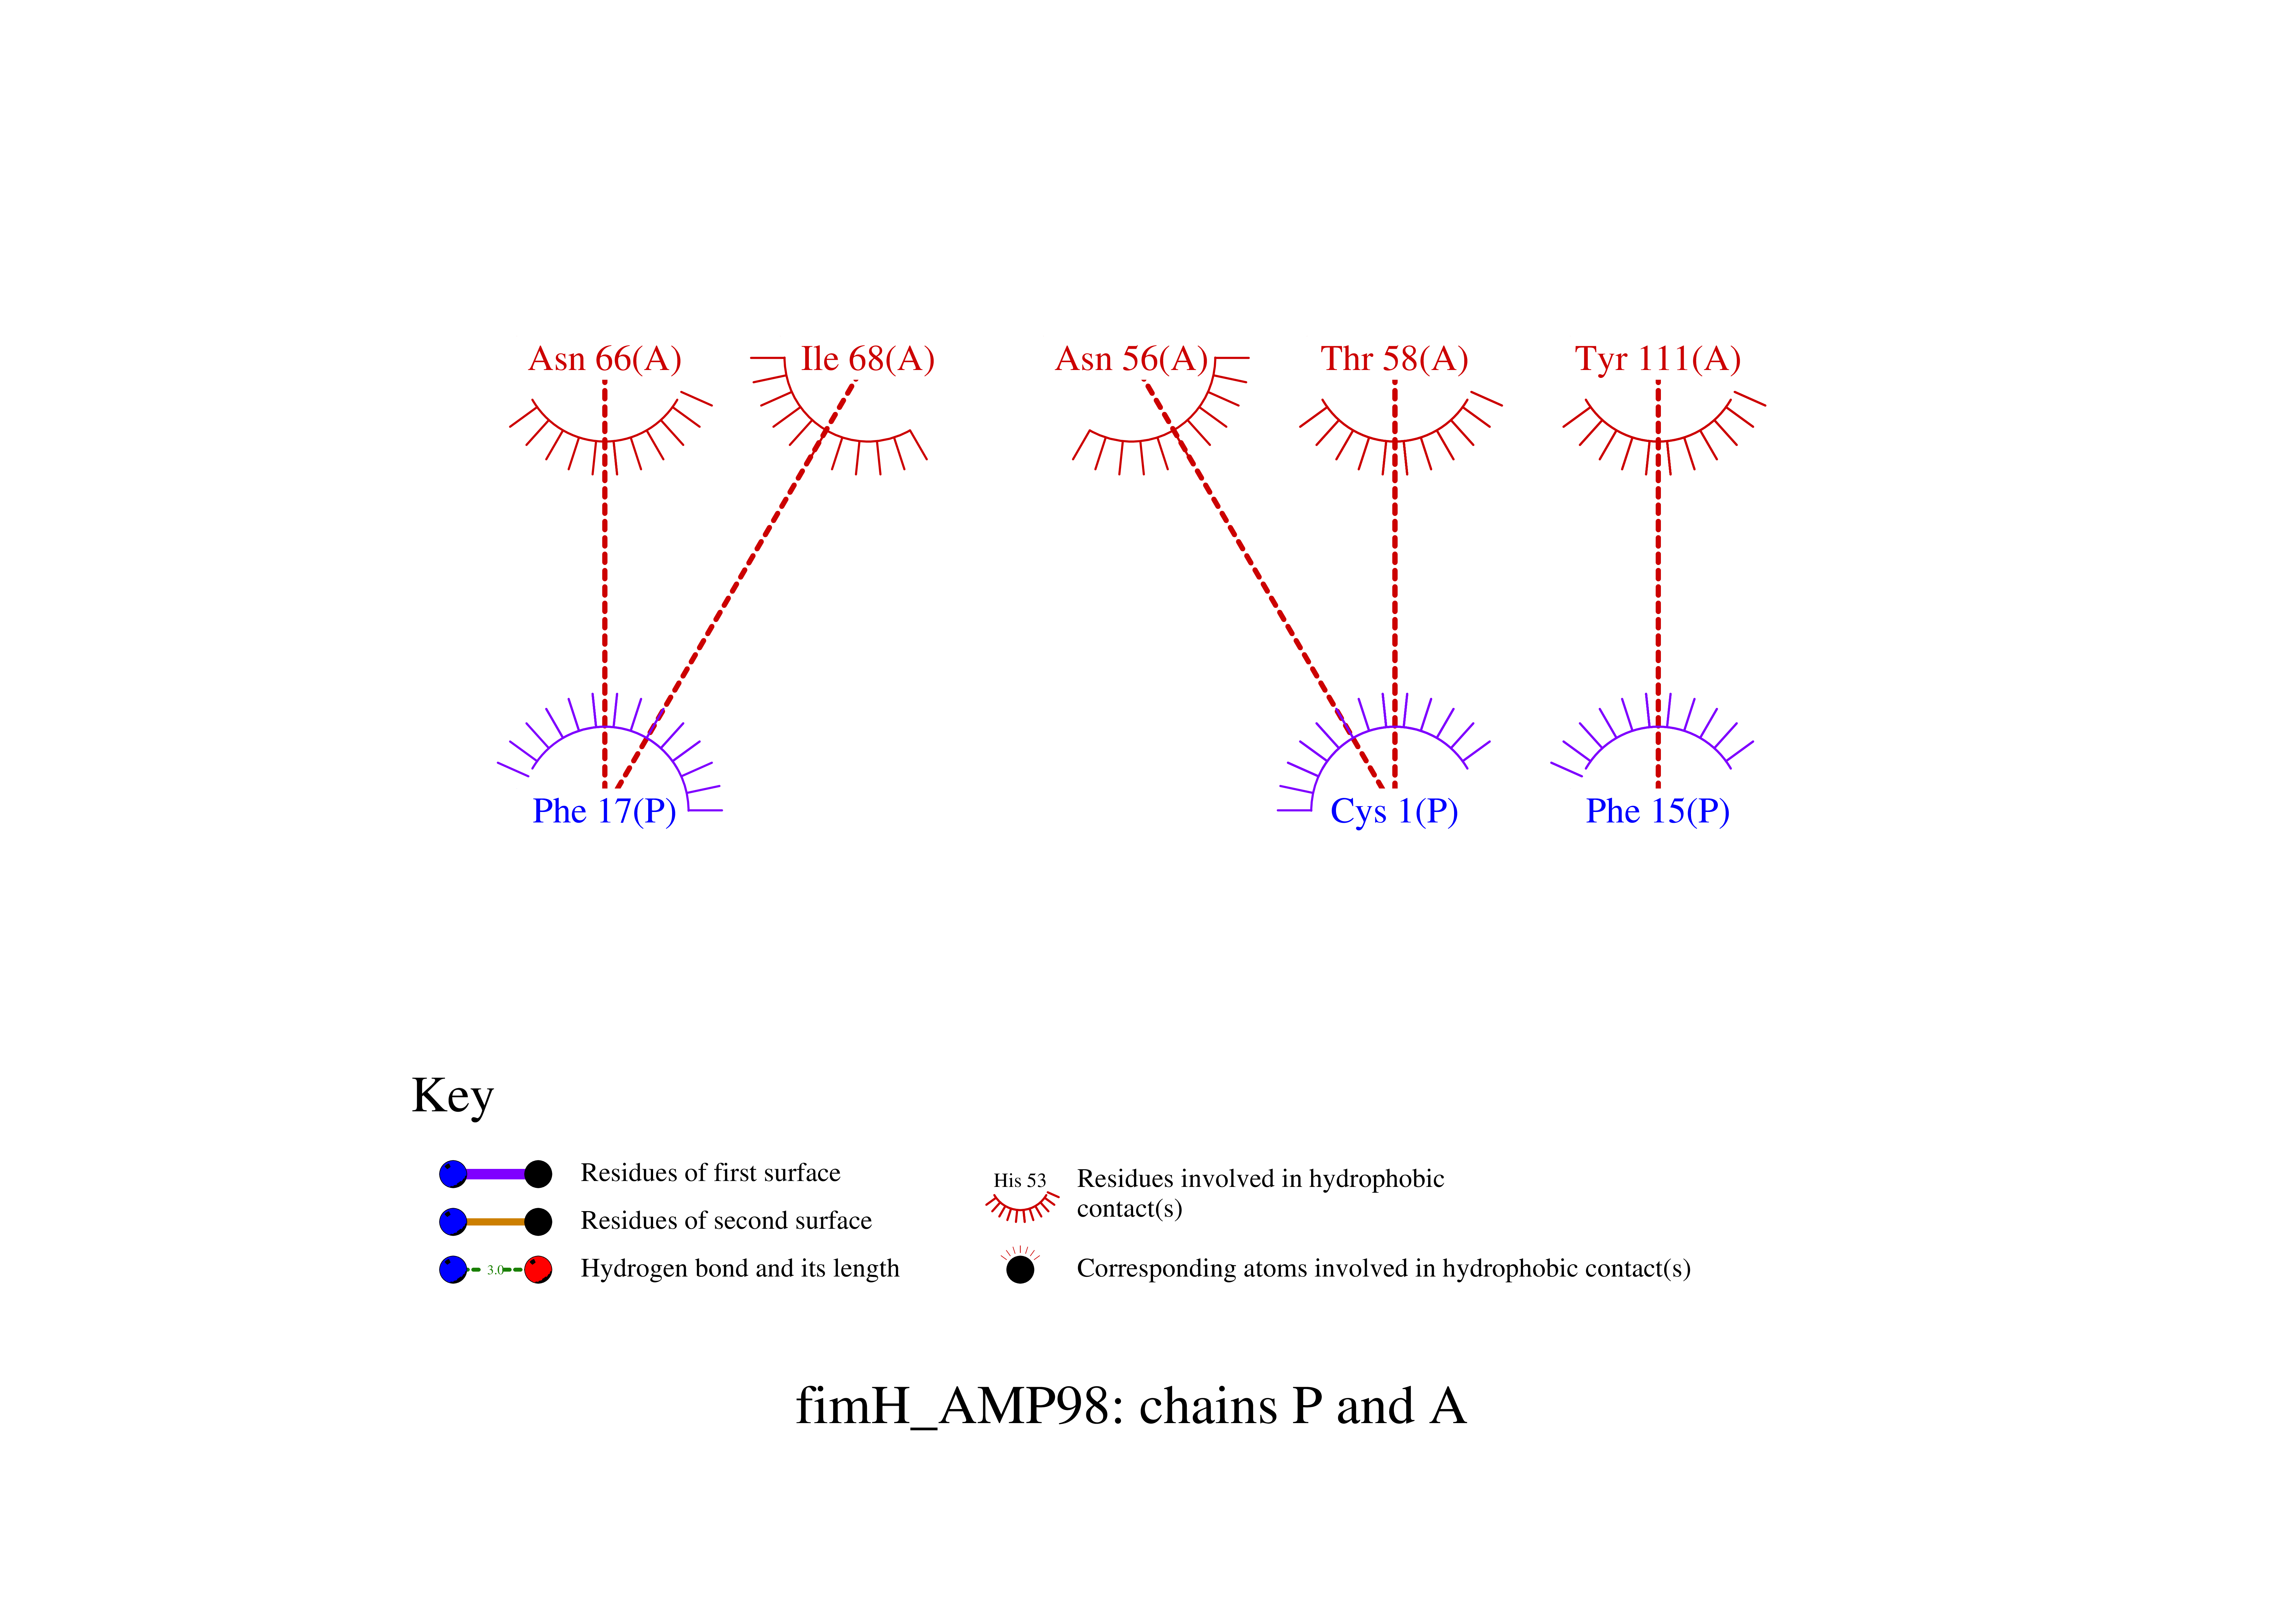 Asn 66(A) Ile 68(A) Asn 56(A) Thr 58(A) Tyr 111(A)
Phe 17(P) Cys 1(P) Phe 15(P)
Key
Residues of first surface
Residues of second surface
3.0 Hydrogen bond and its length
His 53 Residues involved in hydrophobic
contact(s)
Corresponding atoms involved in hydrophobic contact(s)
fimH_AMP98: chains P and A